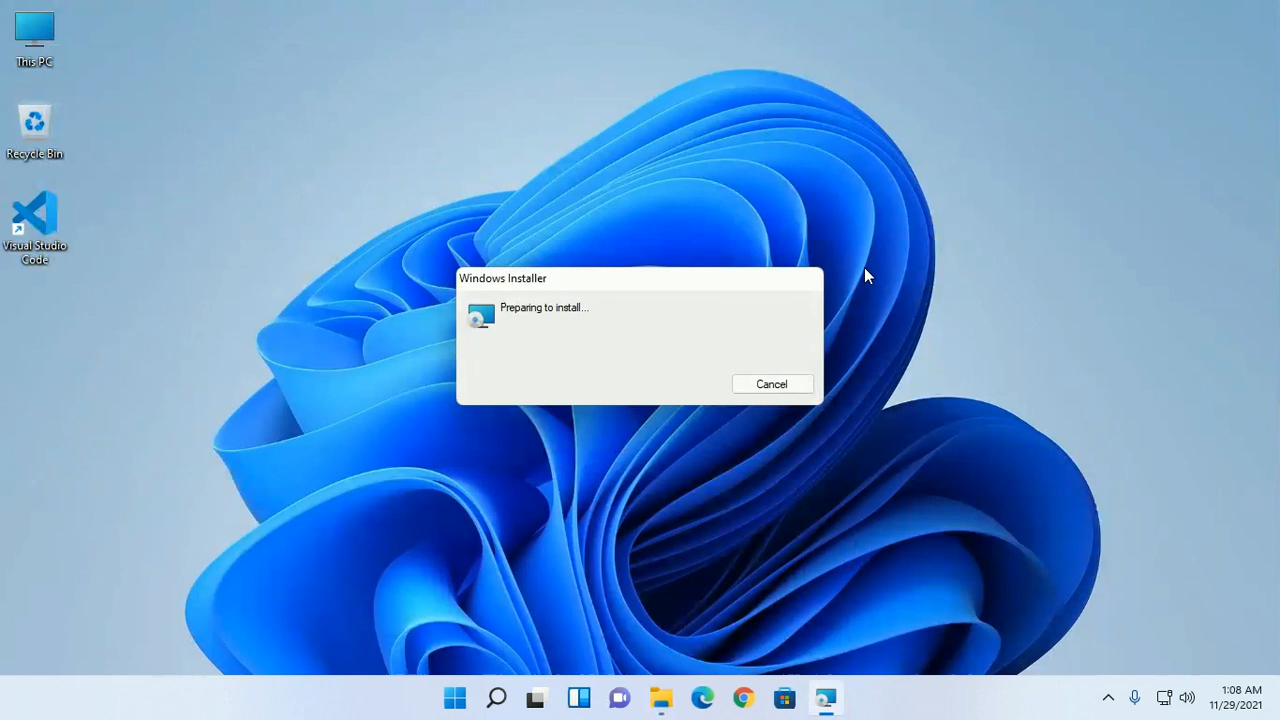 This PC
Recycle Bin
Visual Studio
Code
Windows Installer
Preparing to install...
Cancel
1:08 AM
11/29/2021